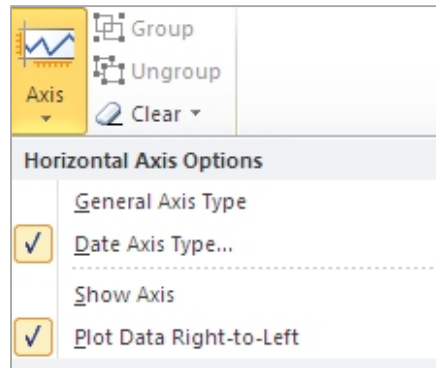 Group
Ungroup
Axis
Clear
Horizontal Axis Options
General Axis Type
Date Axis Type...
Show Axis
Plot Data Right-to-Left